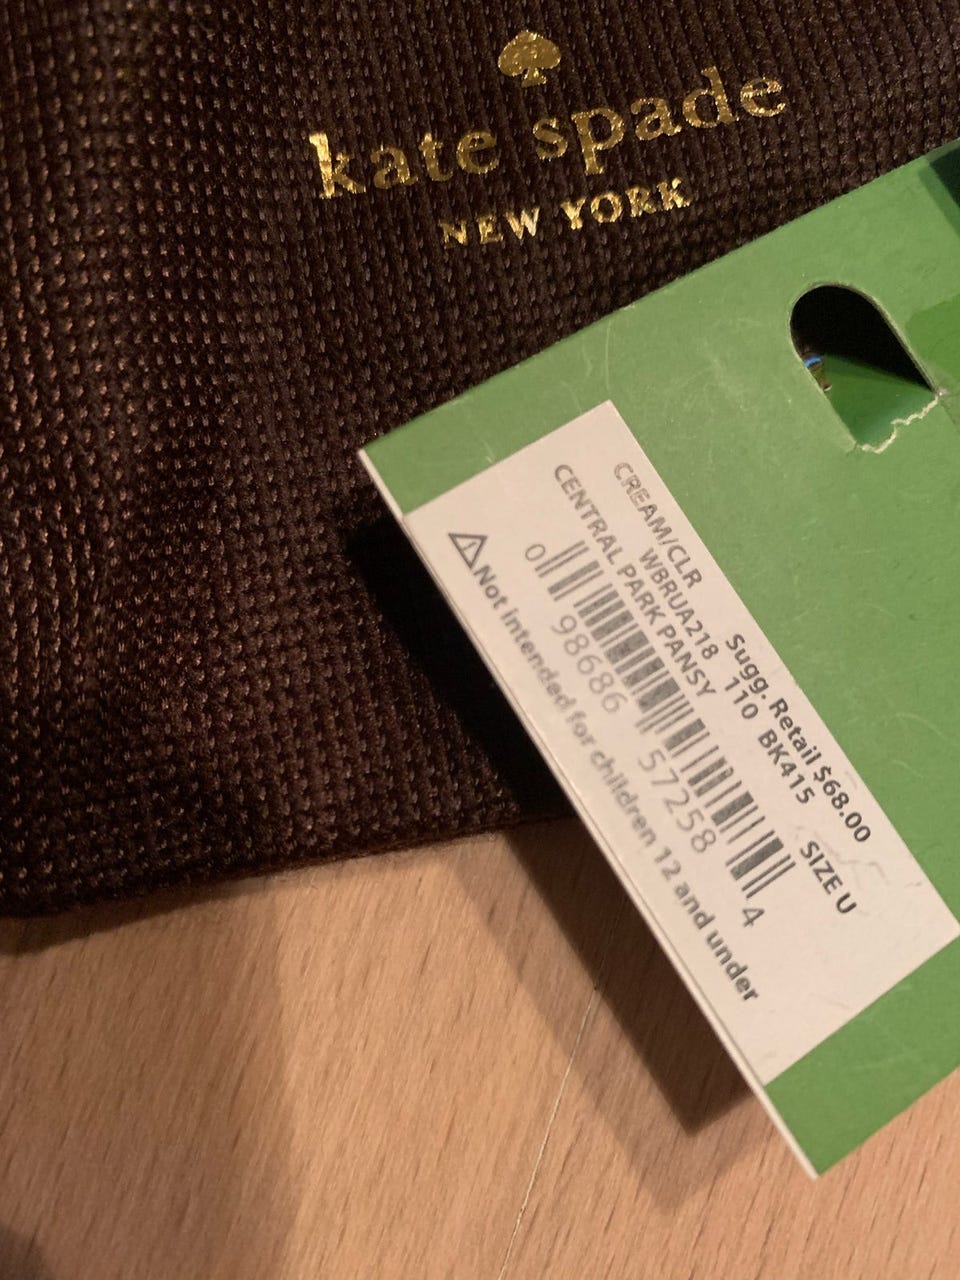 kate spade
NEW YORK
Sugg. Retail $68.00
CREAM/CLR
WBRUA218 110 BK415 SIZE U
CENTRAL PARK PANSY
0 98686 57258 4
⚠Not intended for children 12 and under